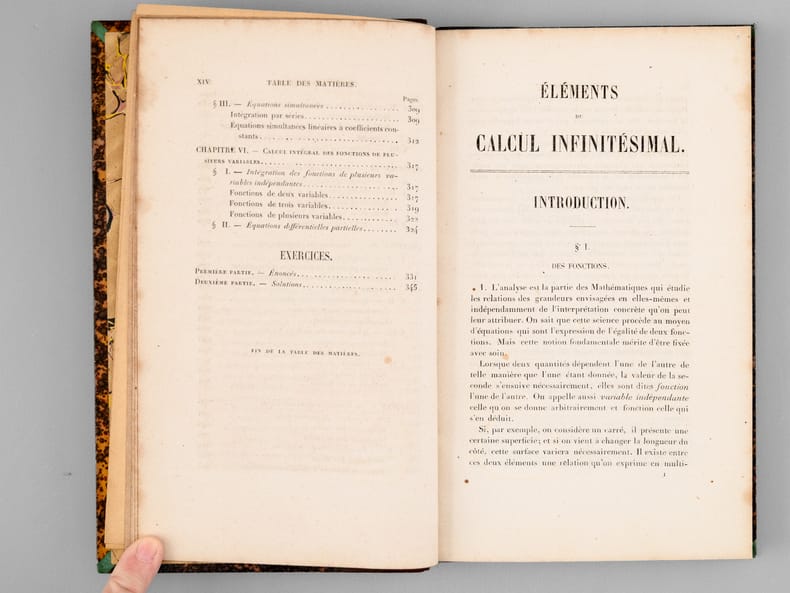 XIV TABLE DES MATIÈRES.
Pages
§ III. — Équations simultanées. 309
Intégration par séries. 309
Équations simultanées linéaires à coefficients con-
stants. 312
CHAPITRE VI. — CALCUL INTÉGRAL DES FONCTIONS DE PLU-
SIEURS VARIABLES. 317
§ I. — Intégration des fonctions de plusieurs va-
riables indépendantes. 317
Fonctions de deux variables. 317
Fonctions de trois variables. 319
Fonctions de plusieurs variables. 322
§ II. — Équations différentielles partielles. 324
EXERCICES.
PREMIÈRE PARTIE. — Énoncés. 331
DEUXIÈME PARTIE. — Solutions. 345
FIN DE LA TABLE DES MATIÈRES.
ÉLÉMENTS
DU
CALCUL INFINITÉSIMAL.
INTRODUCTION.
§ I.
DES FONCTIONS.
1. L'analyse est la partie des Mathématiques qui étudie
les relations des grandeurs envisagées en elles-mêmes et
indépendamment de l'interprétation concrète qu'on peut
leur attribuer. On sait que cette science procède au moyen
d'équations qui sont l'expression de l'égalité de deux fonc-
tions. Mais cette notion fondamentale mérite d'être fixée
avec soin.
Lorsque deux quantités dépendent l'une de l'autre de
telle manière que l'une étant donnée, la valeur de la se-
conde s'ensuive nécessairement, elles sont dites fonction
l'une de l'autre. On appelle aussi variable indépendante
celle qu'on se donne arbitrairement et fonction celle qui
s'en déduit.
Si, par exemple, on considère un carré, il présente une
certaine superficie; et si on vient à changer la longueur du
côté, cette surface variera nécessairement. Il existe entre
ces deux éléments une relation qu'on exprime en multi-
1